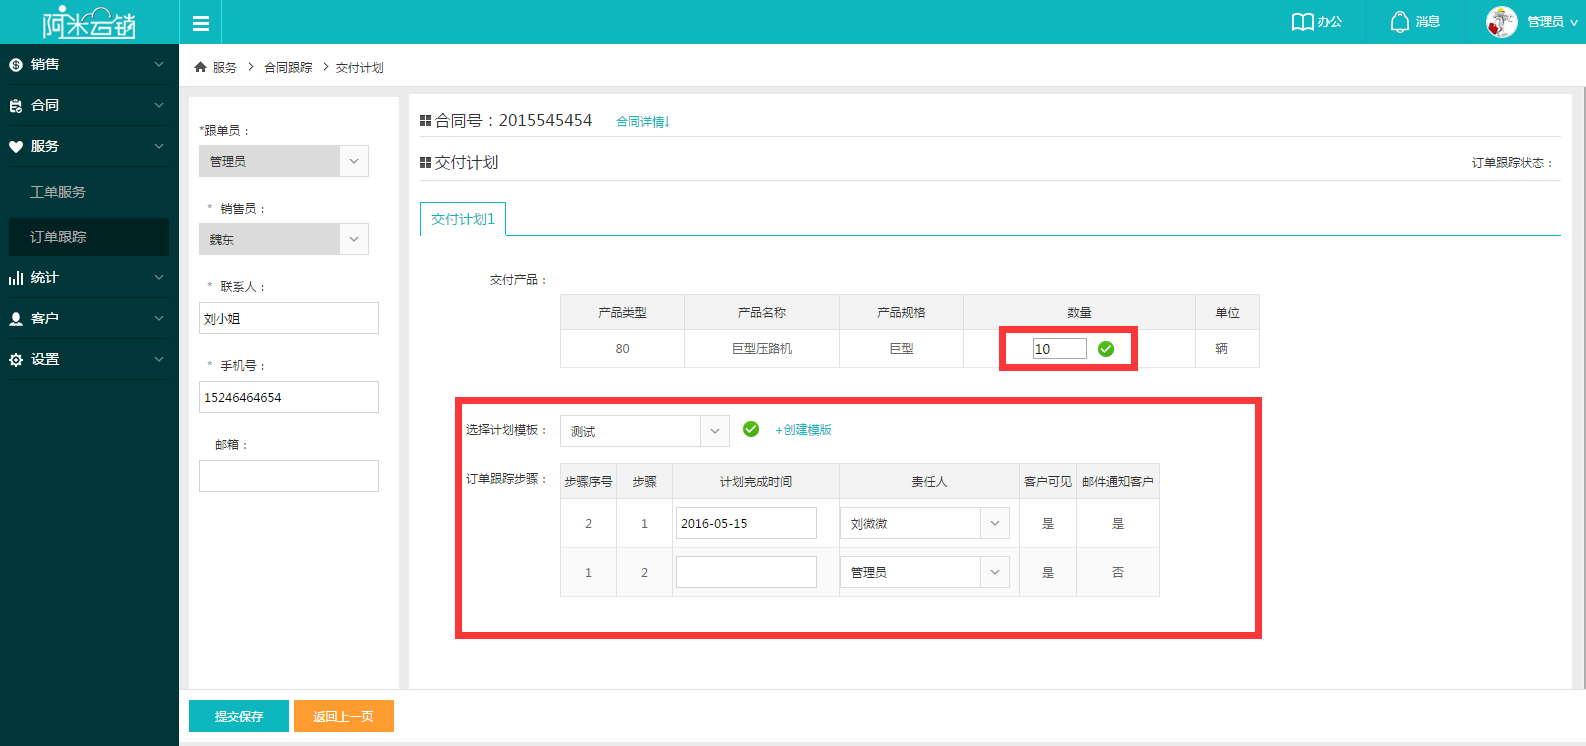 阿米云销
办公
消息
管理员
销售
合同
服务
工单服务
订单跟踪
统计
客户
设置
服务 > 合同跟踪 > 交付计划
*跟单员：
管理员
* 销售员：
魏东
* 联系人：
刘小姐
* 手机号：
15246464654
邮箱：
合同号：2015545454 合同详情↓
交付计划
订单跟踪状态：
交付计划1
交付产品：
产品类型 产品名称 产品规格 数量 单位
80 巨型压路机 巨型 10 辆
选择计划模板： 测试 +创建模版
订单跟踪步骤：
步骤序号 步骤 计划完成时间 责任人 客户可见 邮件通知客户
2 1 2016-05-15 刘微微 是 是
1 2 管理员 是 否
提交保存 返回上一页